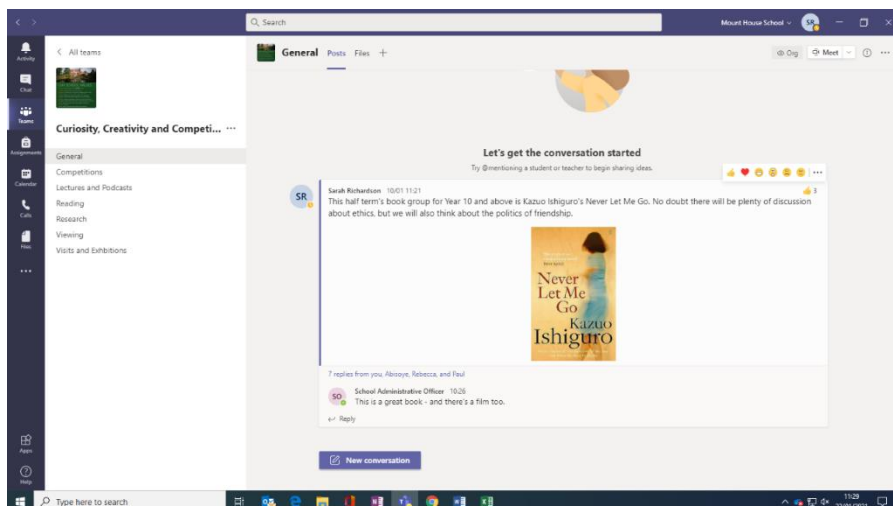 Search
Mount House School
SR
Activity
Chat
Teams
Assignments
Calendar
Calls
Files
Apps
Help
All teams
Curiosity, Creativity and Competi...
General
Competitions
Lectures and Podcasts
Reading
Research
Viewing
Visits and Exhibitions
General Posts Files
Org
Meet
Let's get the conversation started
Try @mentioning a student or teacher to begin sharing ideas.
SR
Sarah Richardson 10/01 11:21
3
This half term's book group for Year 10 and above is Kazuo Ishiguro's Never Let Me Go. No doubt there will be plenty of discussion
about ethics, but we will also think about the politics of friendship.
Never
Let Me
Go
Kazuo
Ishiguro
7 replies from you, Abisoye, Rebecca, and Paul
SO
School Administrative Officer 10:26
This is a great book - and there's a film too.
Reply
New conversation
Type here to search
11:29